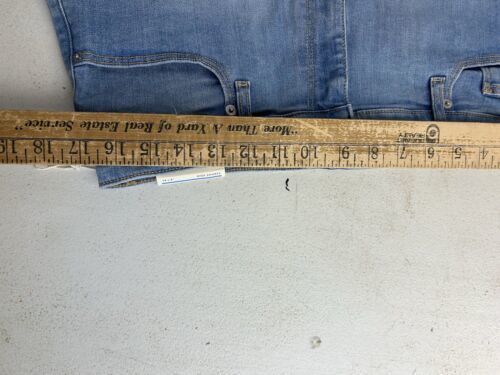 "More Than A Yard of Real Estate Service"
5 6 7 8 9 10 11 12 13 14 15 16 17 18 19